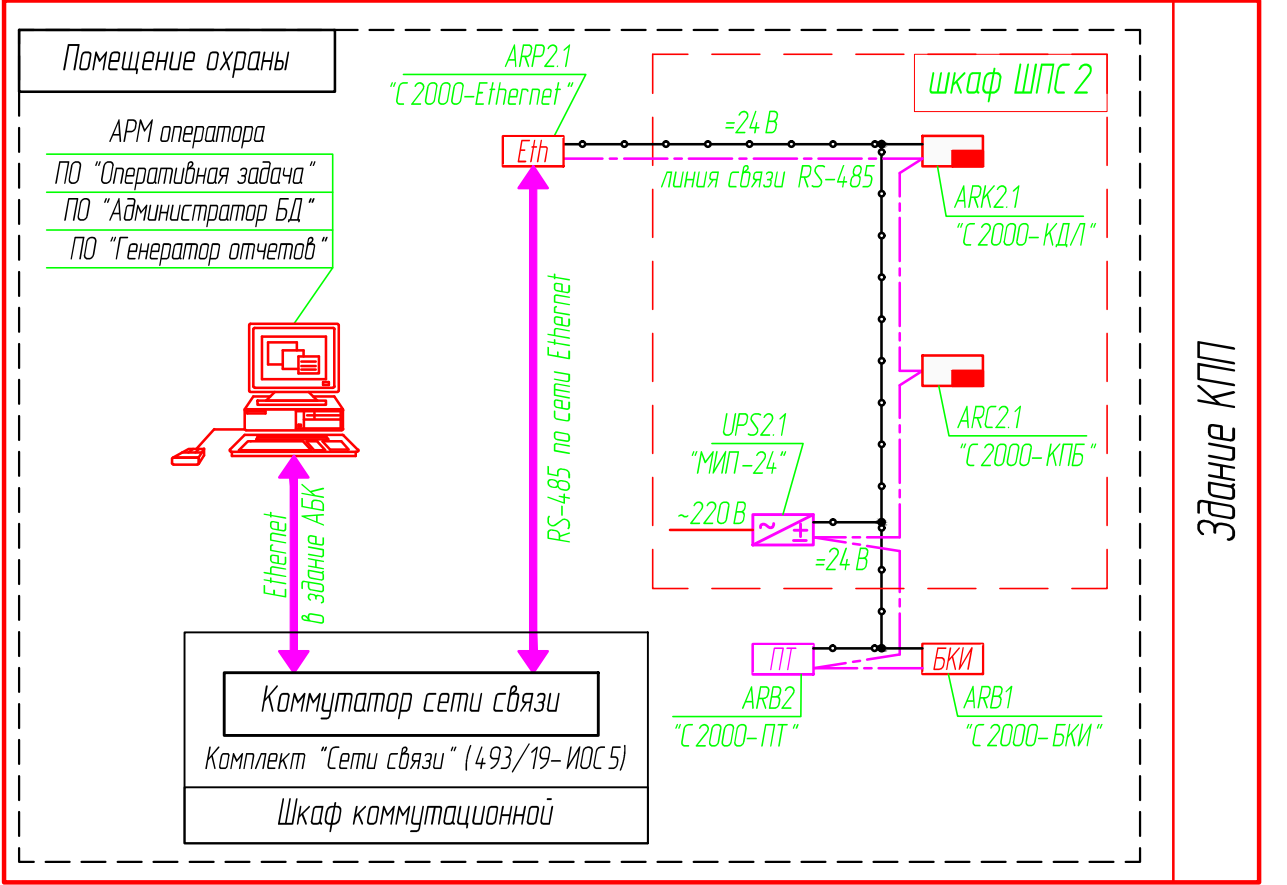 Помещение охраны
АРМ оператора
ПО "Оперативная задача"
ПО "Администратор БД"
ПО "Генератор отчетов"
ARP2.1
"С2000-Ethernet"
Eth
=24 В
линия связи RS-485
шкаф ШПС 2
ARK2.1
"С2000-КДЛ"
ARC2.1
"С2000-КПБ"
UPS2.1
"МИП-24"
~220 В
=24 В
ПТ
ARB2
"С2000-ПТ"
БКИ
ARB1
"С2000-БКИ"
Ethernet
в здание АБК
RS-485 по сети Ethernet
Коммутатор сети связи
Комплект "Сети связи" (493/19-ИОС5)
Шкаф коммутационной
Здание КПП